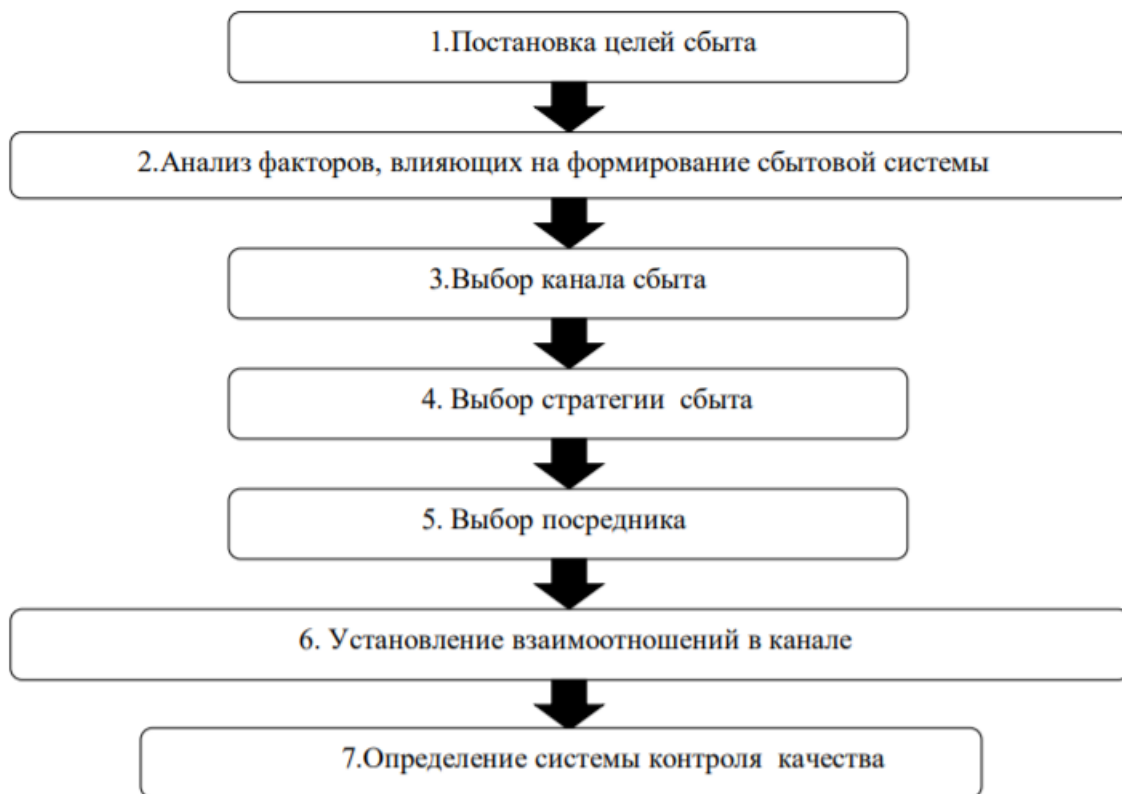 1.Постановка целей сбыта
2.Анализ факторов, влияющих на формирование сбытовой системы
3.Выбор канала сбыта
4. Выбор стратегии сбыта
5. Выбор посредника
6. Установление взаимоотношений в канале
7.Определение системы контроля качества